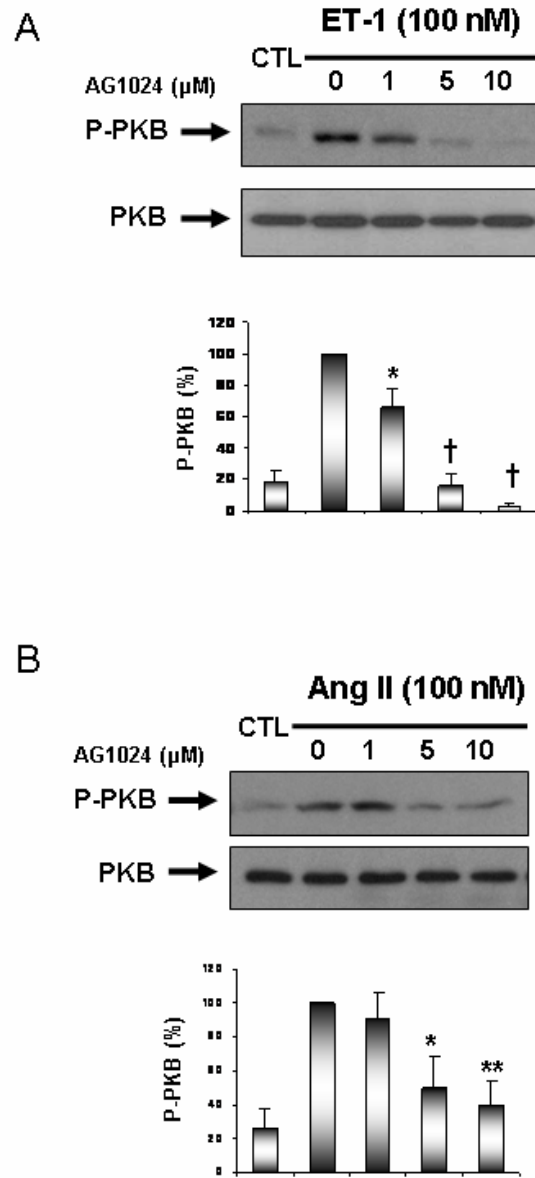 A
ET-1 (100 nM)
CTL
AG1024 (µM) 0 1 5 10
P-PKB
PKB
P-PKB (%)
120
100
80
60
40
20
0
*
†
†
B
Ang II (100 nM)
CTL
AG1024 (µM) 0 1 5 10
P-PKB
PKB
P-PKB (%)
120
100
80
60
40
20
0
*
**